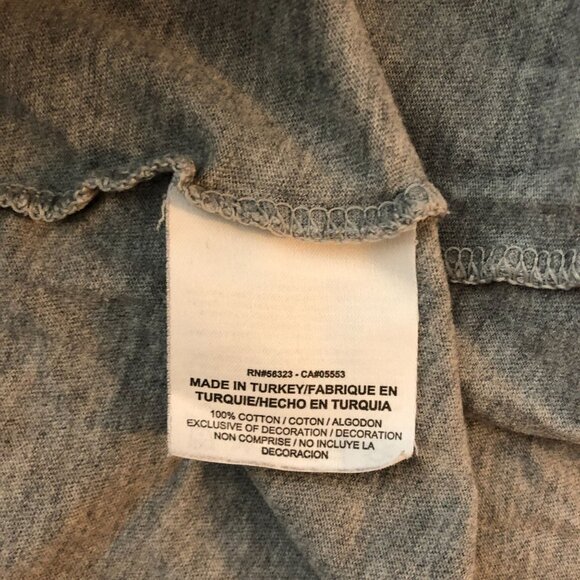 RN#56323 - CA#05553
MADE IN TURKEY/FABRIQUE EN
TURQUIE/HECHO EN TURQUIA
100% COTTON / COTON / ALGODON
EXCLUSIVE OF DECORATION / DECORATION
NON COMPRISE / NO INCLUYE LA
DECORACION